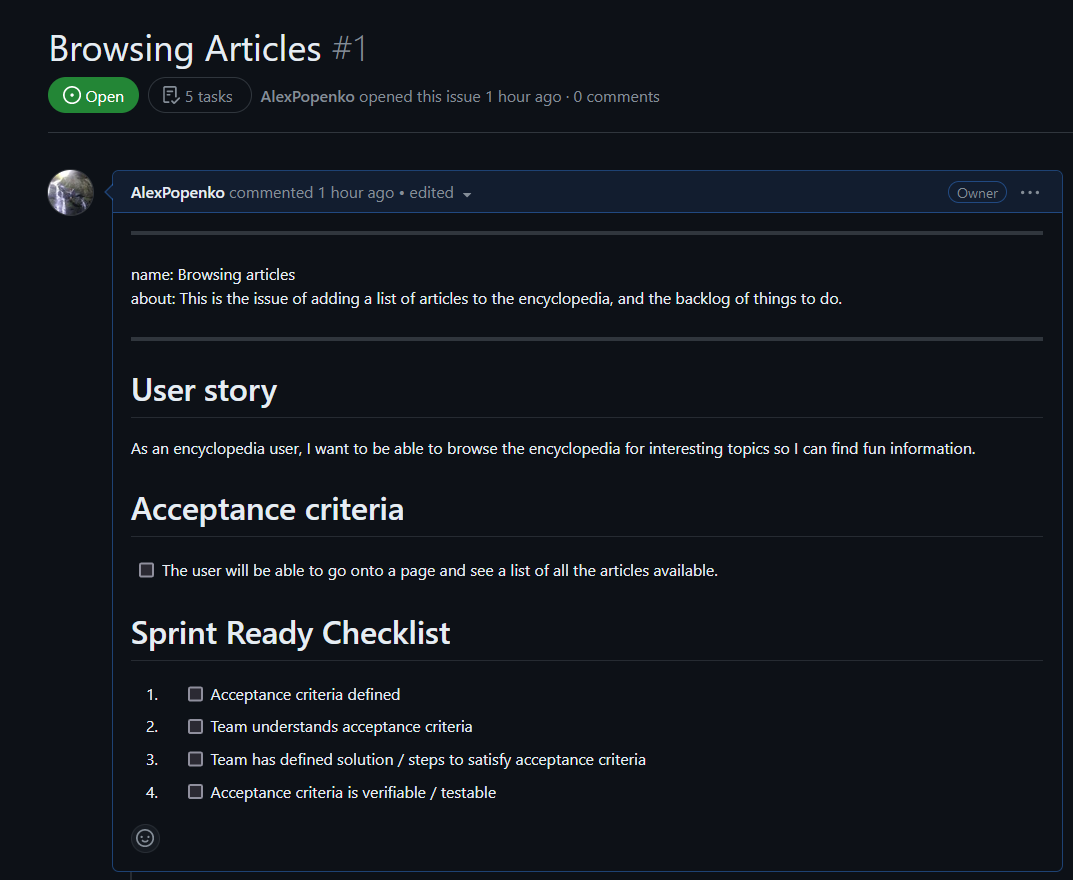 Browsing Articles #1
Open 5 tasks AlexPopenko opened this issue 1 hour ago · 0 comments
AlexPopenko commented 1 hour ago • edited Owner
name: Browsing articles
about: This is the issue of adding a list of articles to the encyclopedia, and the backlog of things to do.
User story
As an encyclopedia user, I want to be able to browse the encyclopedia for interesting topics so I can find fun information.
Acceptance criteria
The user will be able to go onto a page and see a list of all the articles available.
Sprint Ready Checklist
1. Acceptance criteria defined
2. Team understands acceptance criteria
3. Team has defined solution / steps to satisfy acceptance criteria
4. Acceptance criteria is verifiable / testable